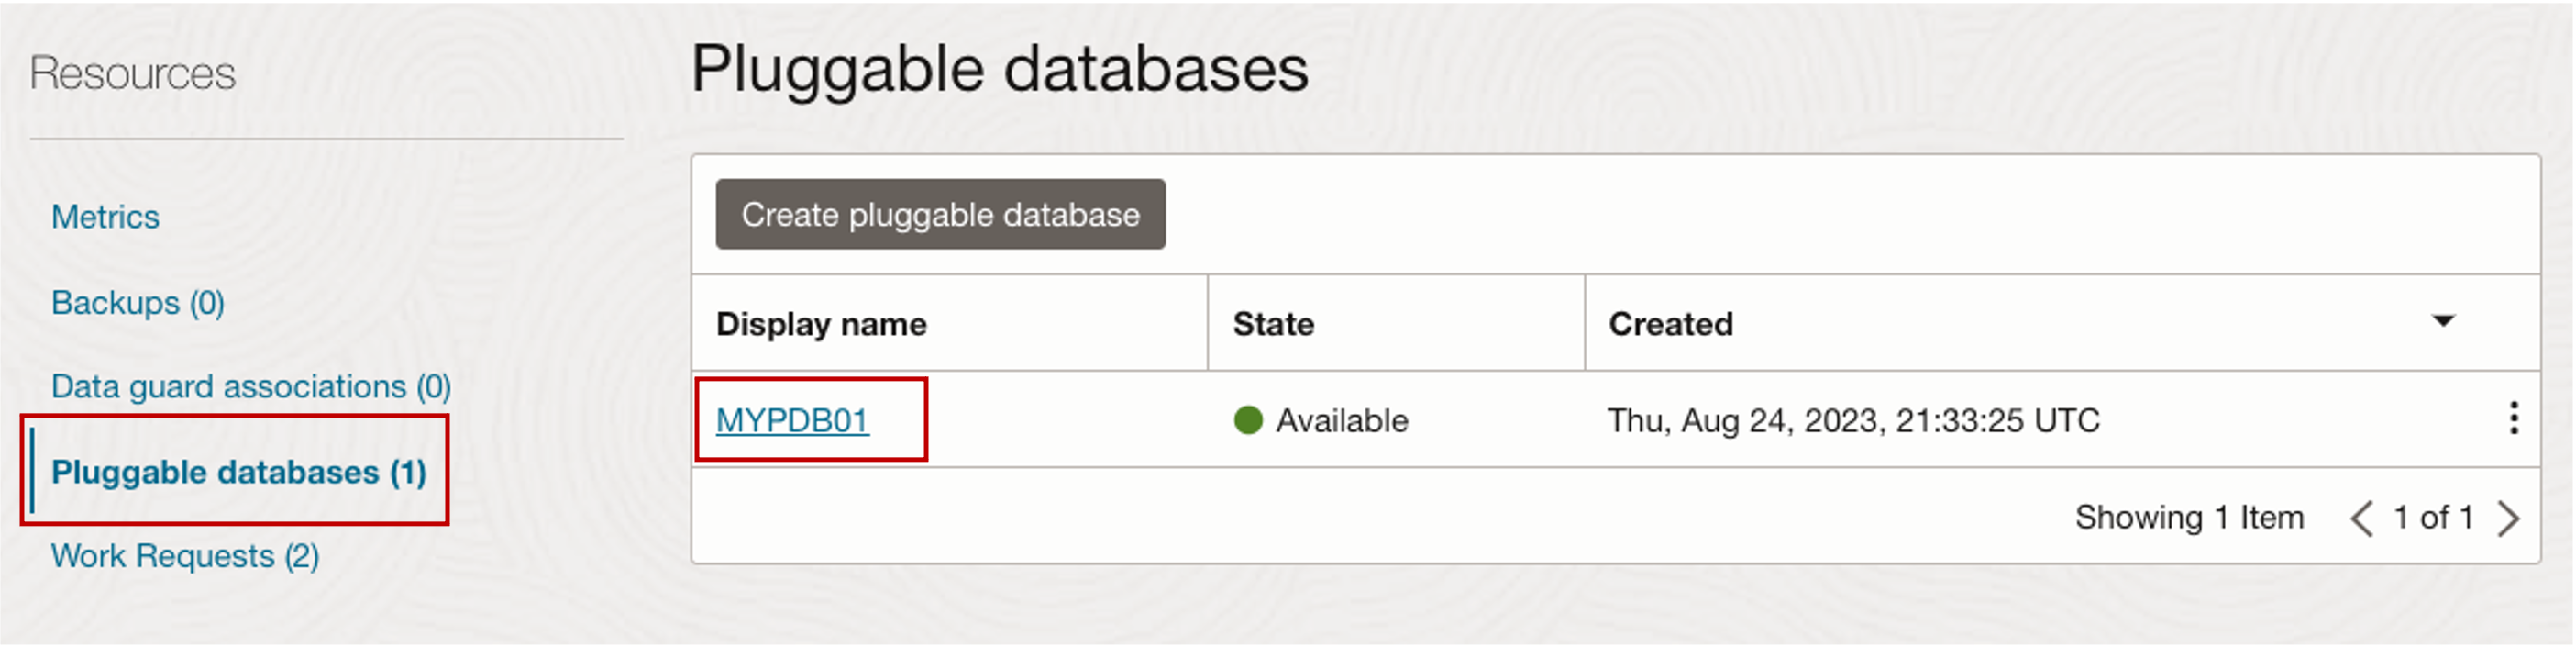 Resources
Metrics
Backups (0)
Data guard associations (0)
Pluggable databases (1)
Work Requests (2)
Pluggable databases
Create pluggable database
Display name State Created
MYPDB01 Available Thu, Aug 24, 2023, 21:33:25 UTC
Showing 1 Item 1 of 1